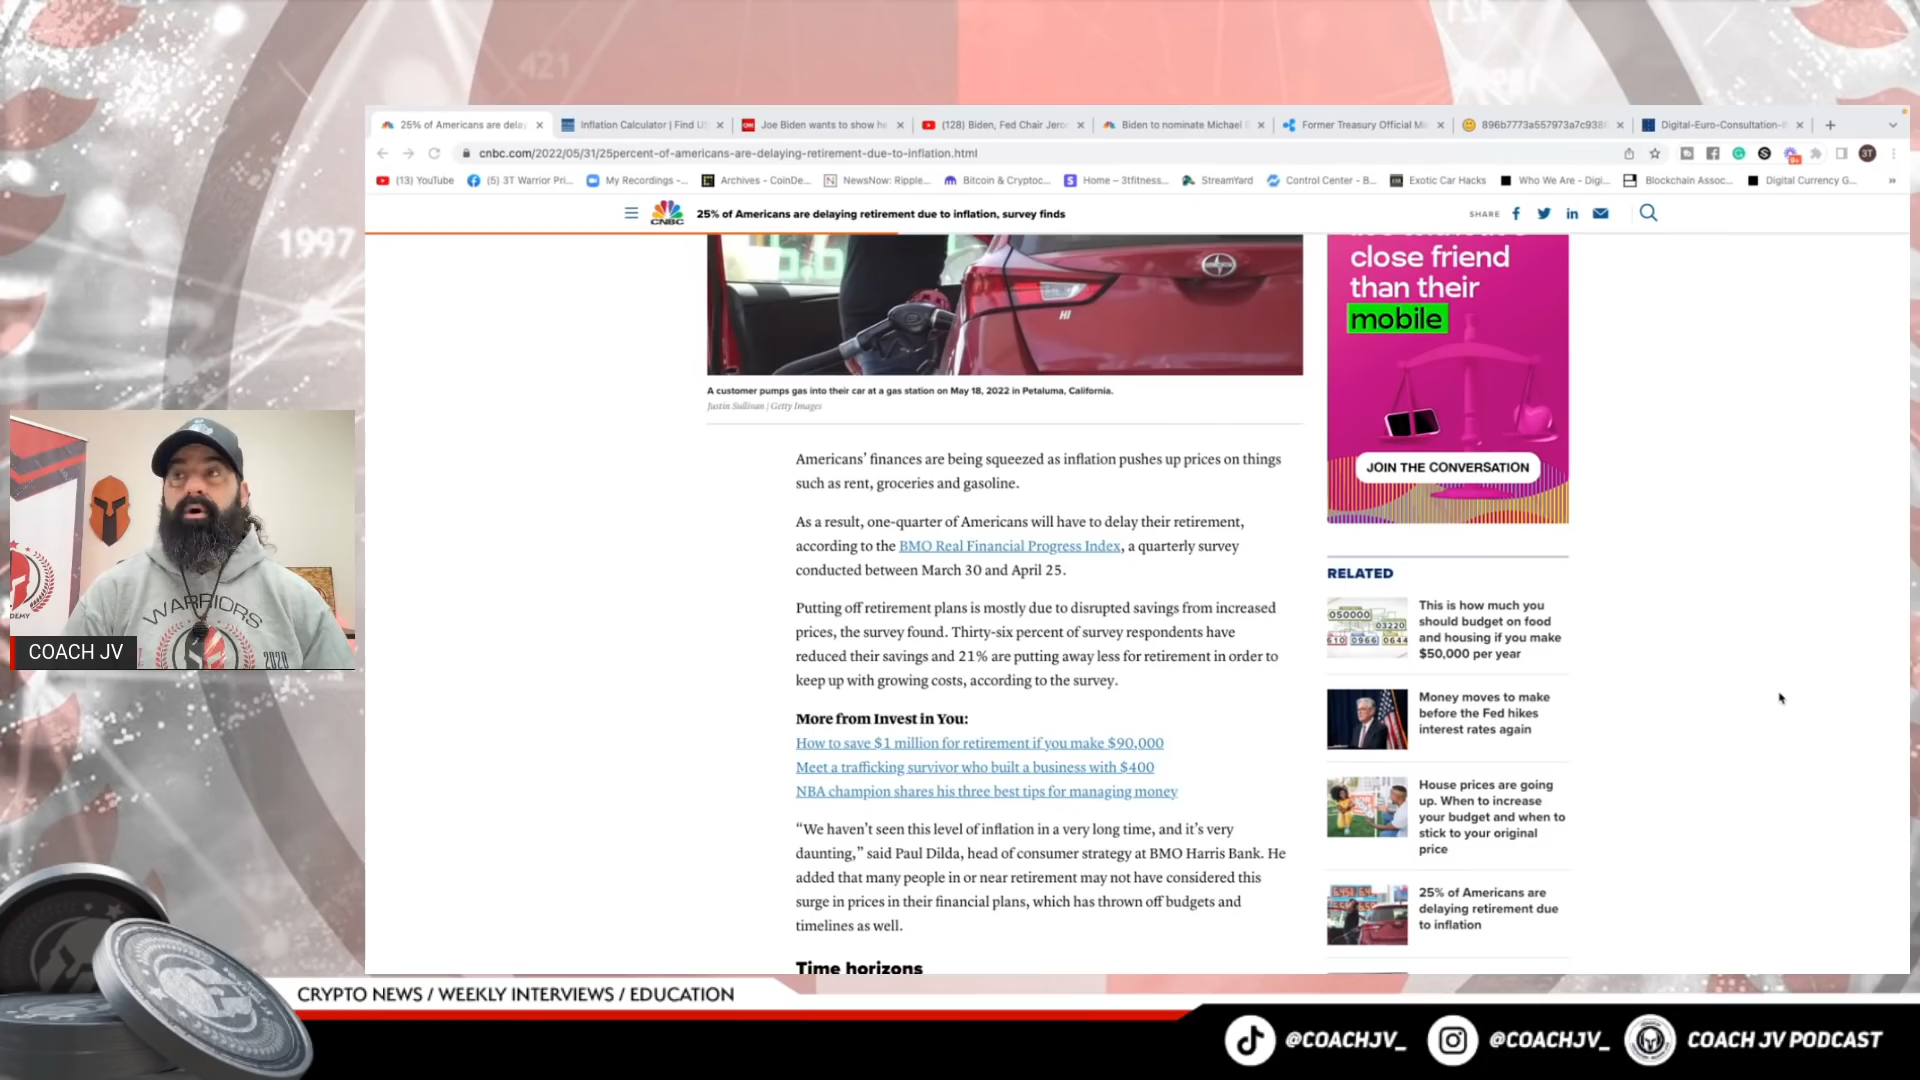 421
1997
25% of Americans are delay
Inflation Calculator | Find US
Joe Biden wants to show he
(128) Biden, Fed Chair Jeror
Biden to nominate Michael
Former Treasury Official Mi
Digital-Euro-Consultation-
cnbc.com/2022/05/31/25percent-of-americans-are-delaying-retirement-due-to-inflation.html
3T
(13) YouTube
(5) 3T Warrior Pri...
My Recordings -...
Archives - CoinDe...
NewsNow: Ripple...
Bitcoin & Cryptoc...
Home – 3tfitness...
StreamYard
Control Center - B...
Exotic Car Hacks
Who We Are - Digi...
Blockchain Assoc...
Digital Currency G...
CNBC
25% of Americans are delaying retirement due to inflation, survey finds
SHARE
close friend
than their
mobile
JOIN THE CONVERSATION
A customer pumps gas into their car at a gas station on May 18, 2022 in Petaluma, California.
Justin Sullivan | Getty Images
Americans’ finances are being squeezed as inflation pushes up prices on things
such as rent, groceries and gasoline.
As a result, one-quarter of Americans will have to delay their retirement,
according to the BMO Real Financial Progress Index, a quarterly survey
conducted between March 30 and April 25.
Putting off retirement plans is mostly due to disrupted savings from increased
prices, the survey found. Thirty-six percent of survey respondents have
reduced their savings and 21% are putting away less for retirement in order to
keep up with growing costs, according to the survey.
More from Invest in You:
How to save $1 million for retirement if you make $90,000
Meet a trafficking survivor who built a business with $400
NBA champion shares his three best tips for managing money
“We haven’t seen this level of inflation in a very long time, and it’s very
daunting,” said Paul Dilda, head of consumer strategy at BMO Harris Bank. He
added that many people in or near retirement may not have considered this
surge in prices in their financial plans, which has thrown off budgets and
timelines as well.
Time horizons
RELATED
050000
03220
610 0966 0644
This is how much you
should budget on food
and housing if you make
$50,000 per year
Money moves to make
before the Fed hikes
interest rates again
House prices are going
up. When to increase
your budget and when to
stick to your original
price
25% of Americans are
delaying retirement due
to inflation
WARRIORS
2020
COACH JV
CRYPTO NEWS / WEEKLY INTERVIEWS / EDUCATION
@COACHJV_
@COACHJV_
COACH JV PODCAST